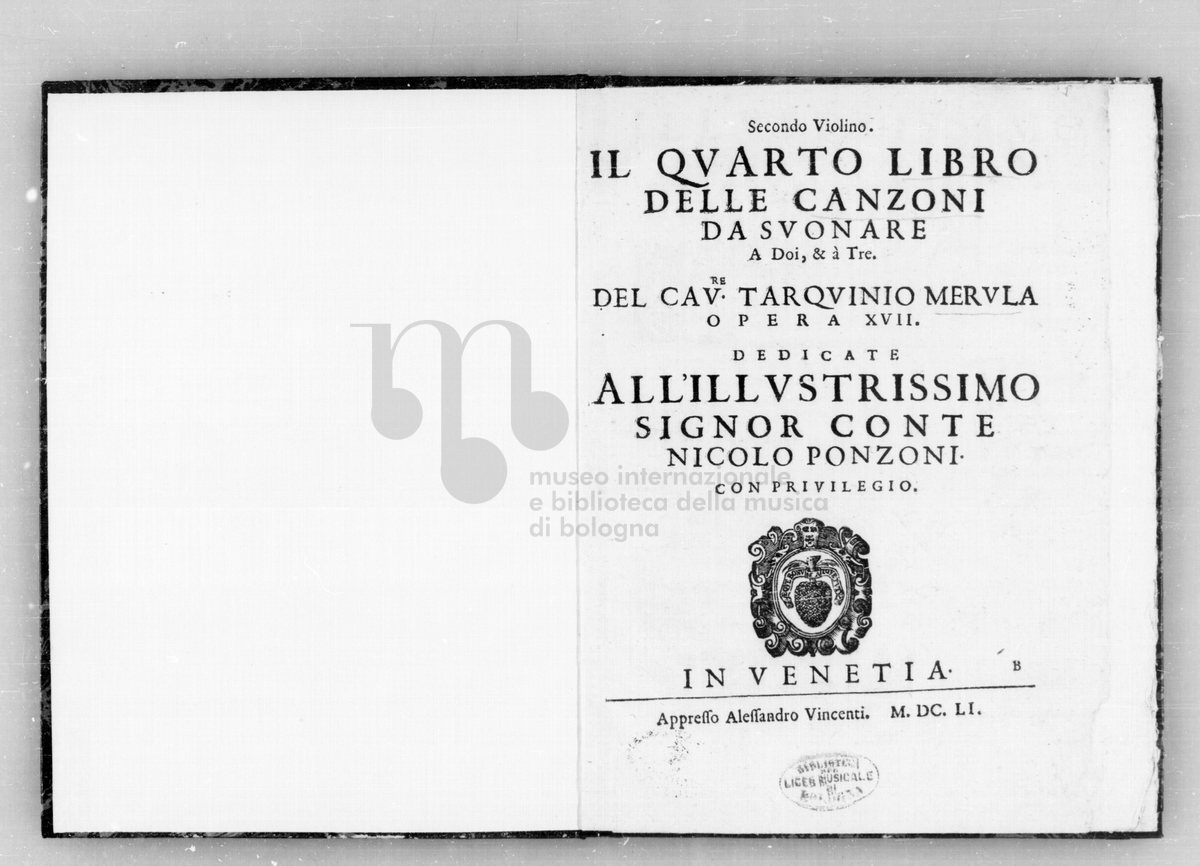 Secondo Violino.
IL QVARTO LIBRO
DELLE CANZONI
DA SVONARE
A Doi, & à Tre.
DEL CAV.RE TARQVINIO MERVLA
OPERA XVII.
DEDICATE
ALL'ILLVSTRISSIMO
SIGNOR CONTE
NICOLO PONZONI.
CON PRIVILEGIO.
museo internazionale
e biblioteca della musica
di bologna
IN VENETIA.
B
Appreſſo Aleſſandro Vincenti. M. DC. LI.
LICEO MUSICALE
DI